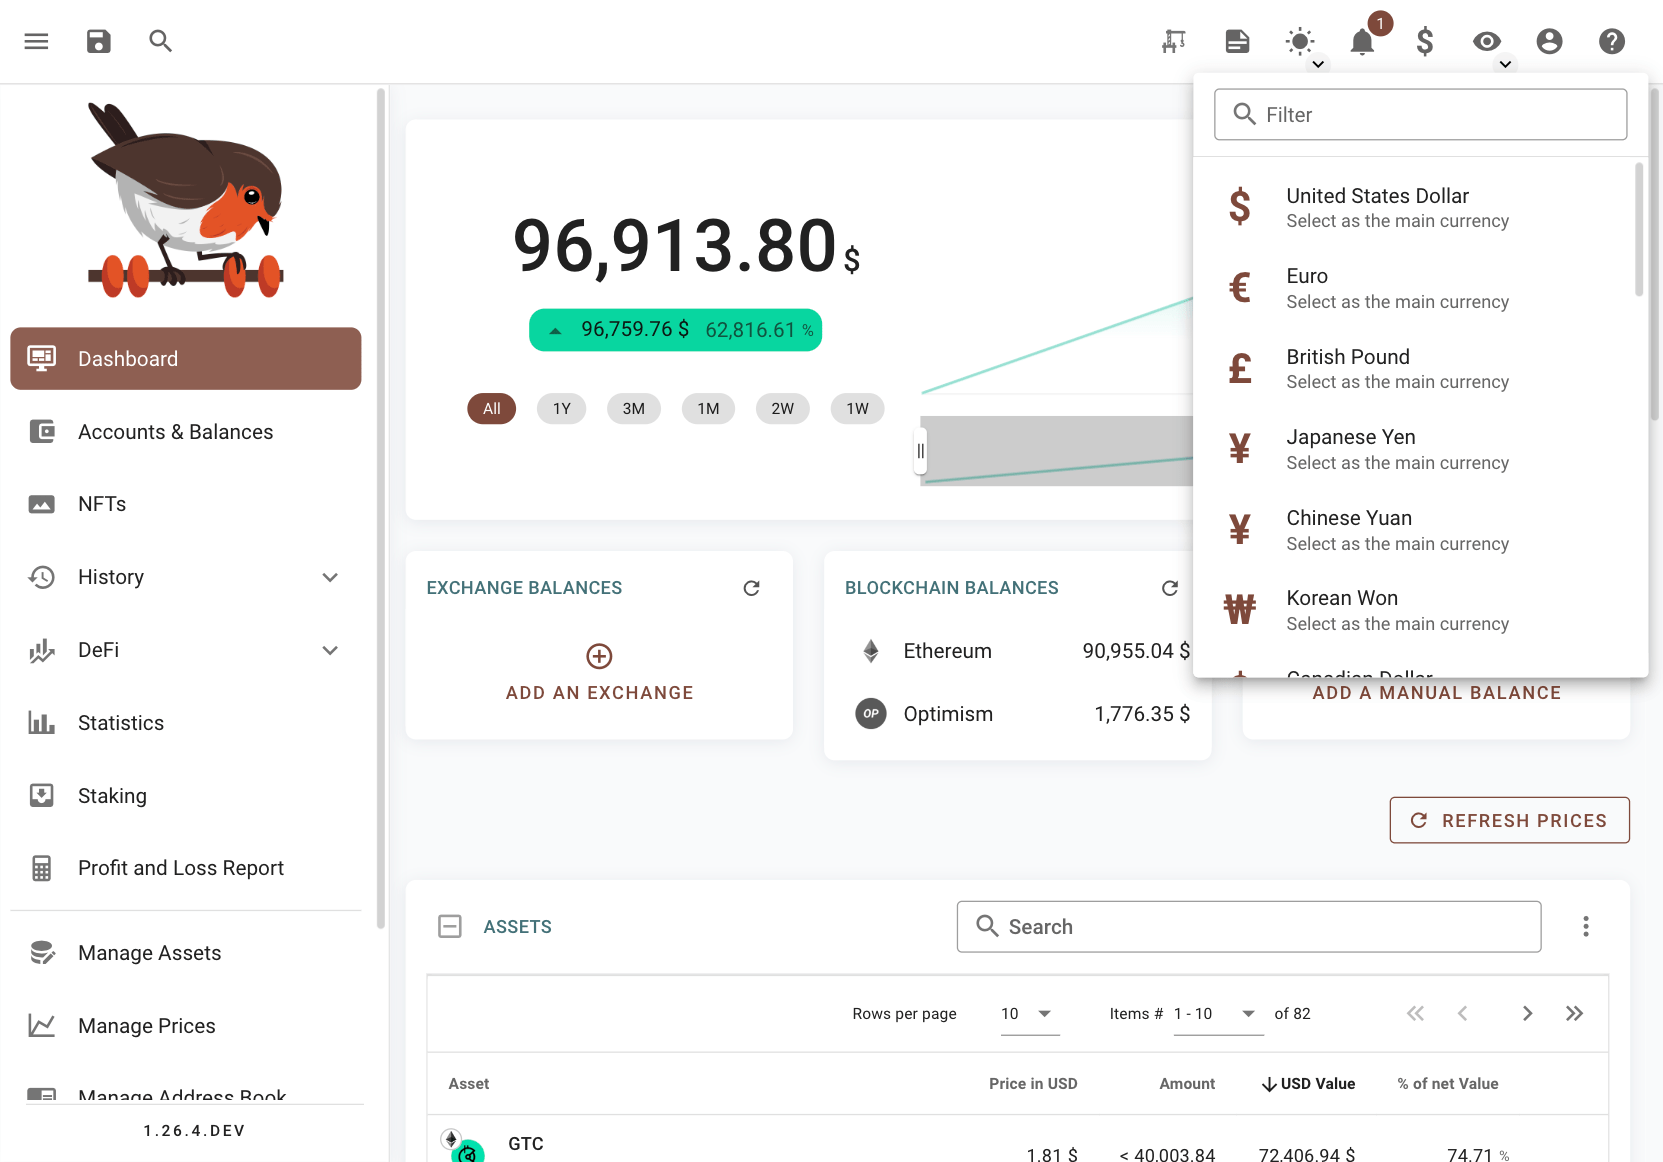 1
Filter
United States Dollar
Select as the main currency
Euro
Select as the main currency
British Pound
Select as the main currency
Japanese Yen
Select as the main currency
Chinese Yuan
Select as the main currency
Korean Won
Select as the main currency
Canadian Dollar
Dashboard
Accounts & Balances
NFTs
History
DeFi
Statistics
Staking
Profit and Loss Report
Manage Assets
Manage Prices
Manage Address Book
1.26.4.DEV
96,913.80 $
96,759.76 $ 62,816.61 %
All 1Y 3M 1M 2W 1W
EXCHANGE BALANCES
ADD AN EXCHANGE
BLOCKCHAIN BALANCES
Ethereum 90,955.04 $
OP Optimism 1,776.35 $
ADD A MANUAL BALANCE
REFRESH PRICES
ASSETS
Search
Rows per page 10 Items # 1 - 10 of 82
Asset Price in USD Amount USD Value % of net Value
GTC 1.81 $ < 40,003.84 72,406.94 $ 74.71 %